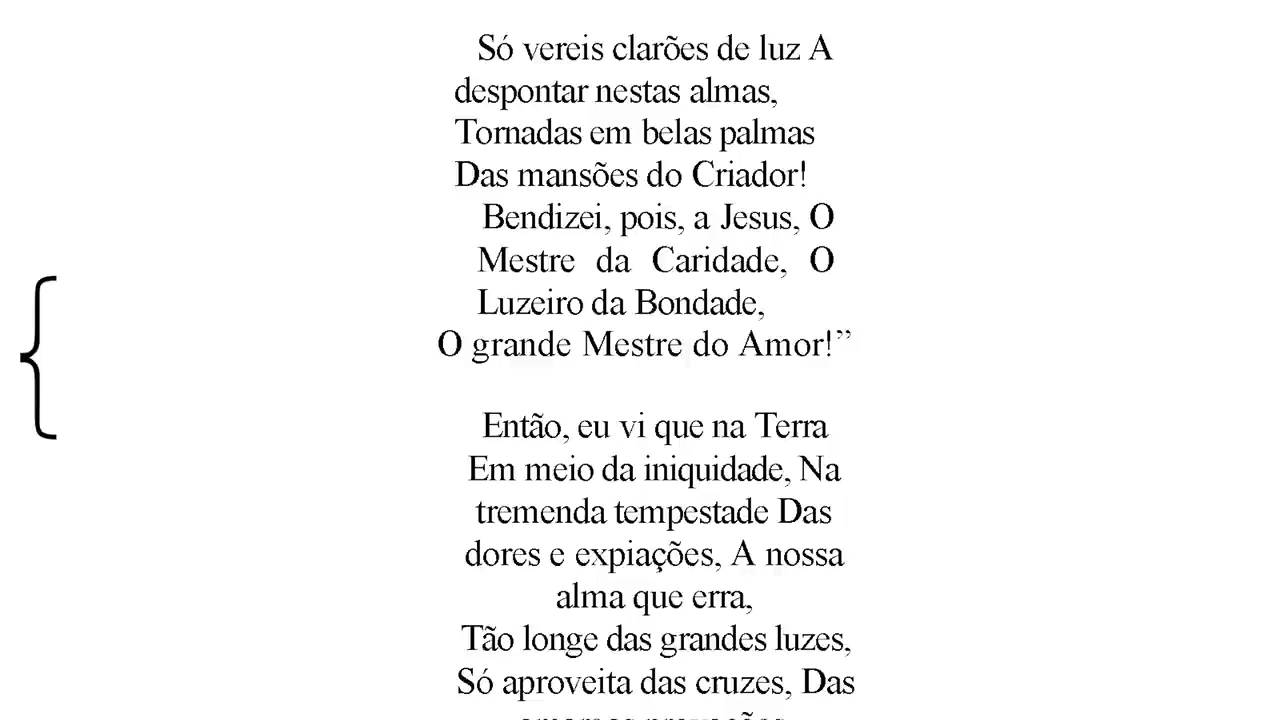 Só vereis clarões de luz A
despontar nestas almas,
Tornadas em belas palmas
Das mansões do Criador!
Bendizei, pois, a Jesus, O
Mestre da Caridade, O
Luzeiro da Bondade,
O grande Mestre do Amor!”
Então, eu vi que na Terra
Em meio da iniquidade, Na
tremenda tempestade Das
dores e expiações, A nossa
alma que erra,
Tão longe das grandes luzes,
Só aproveita das cruzes, Das